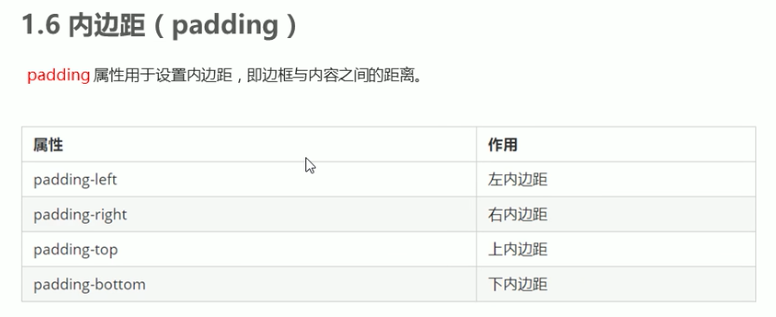 1.6 内边距（padding）
padding 属性用于设置内边距，即边框与内容之间的距离。
属性 作用
padding-left 左内边距
padding-right 右内边距
padding-top 上内边距
padding-bottom 下内边距